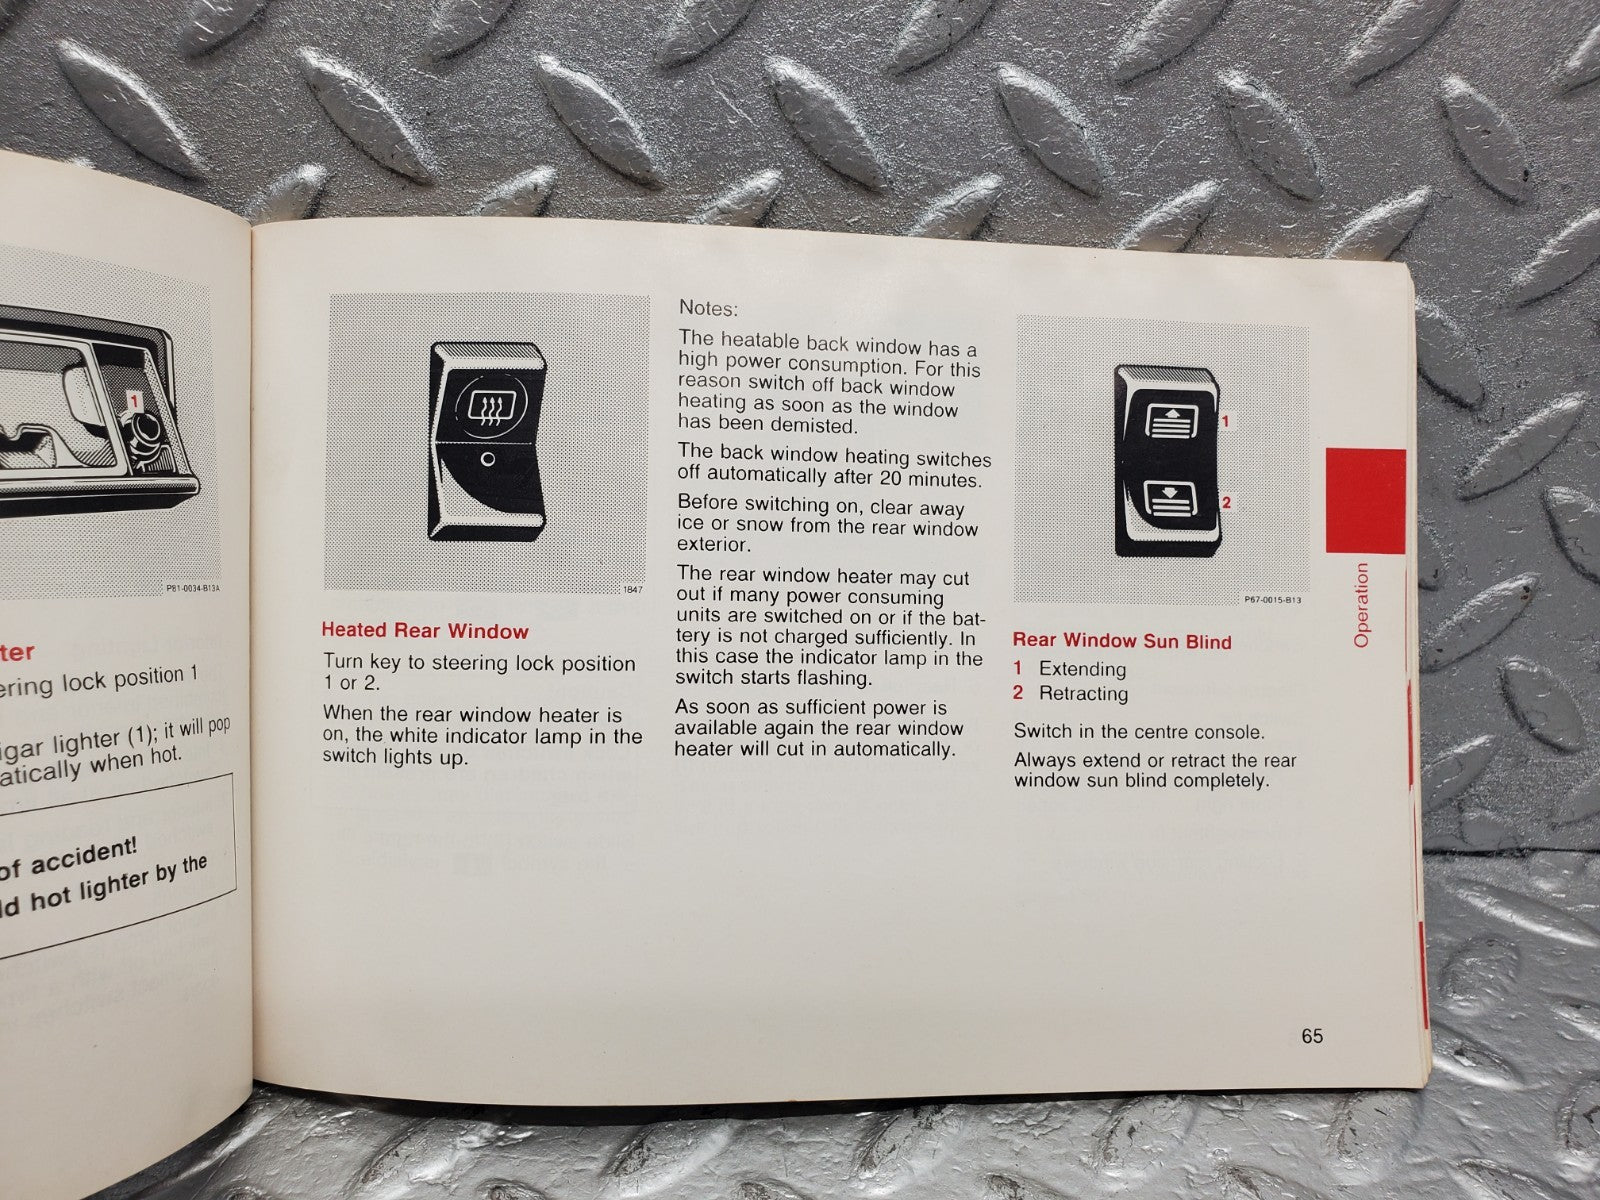 1
P81-0034-B13A
ter
ering lock position 1
igar lighter (1); it will pop
atically when hot.
of accident!
ld hot lighter by the
1847
Heated Rear Window
Turn key to steering lock position
1 or 2.
When the rear window heater is
on, the white indicator lamp in the
switch lights up.
Notes:
The heatable back window has a
high power consumption. For this
reason switch off back window
heating as soon as the window
has been demisted.
The back window heating switches
off automatically after 20 minutes.
Before switching on, clear away
ice or snow from the rear window
exterior.
The rear window heater may cut
out if many power consuming
units are switched on or if the bat-
tery is not charged sufficiently. In
this case the indicator lamp in the
switch starts flashing.
As soon as sufficient power is
available again the rear window
heater will cut in automatically.
1
2
P67-0015-B13
Rear Window Sun Blind
1 Extending
2 Retracting
Switch in the centre console.
Always extend or retract the rear
window sun blind completely.
Operation
65